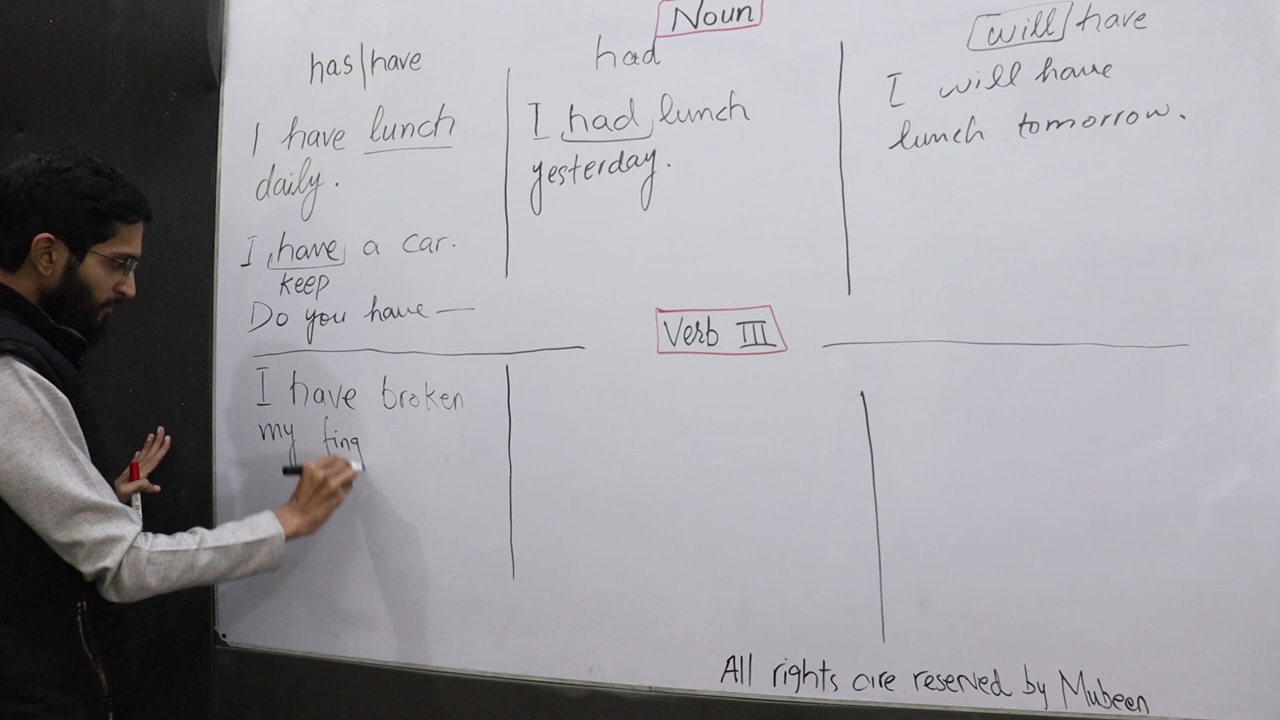 Noun
has|have
had
will have
I have lunch
daily.
I have a car.
keep
Do you have —
I had lunch
yesterday.
I will have
lunch tomorrow.
Verb III
I have broken
my fing
All rights are reserved by Mubeen